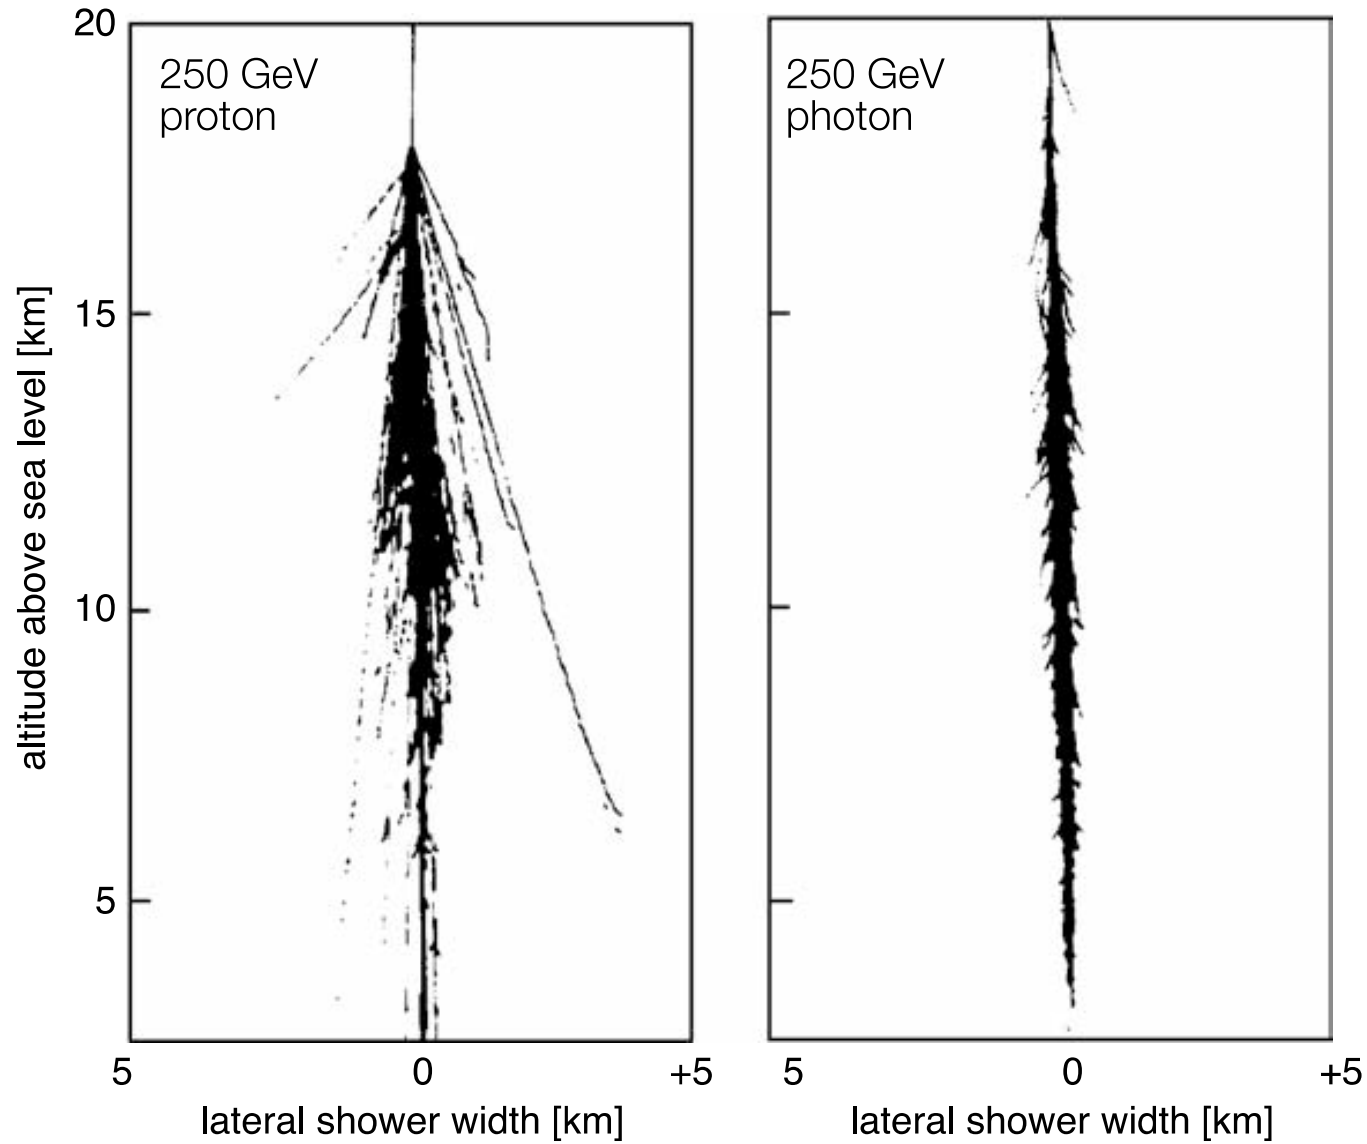 20
250 GeV
proton
15
10
5
altitude above sea level [km]
5 0 +5
lateral shower width [km]
250 GeV
photon
5 0 +5
lateral shower width [km]